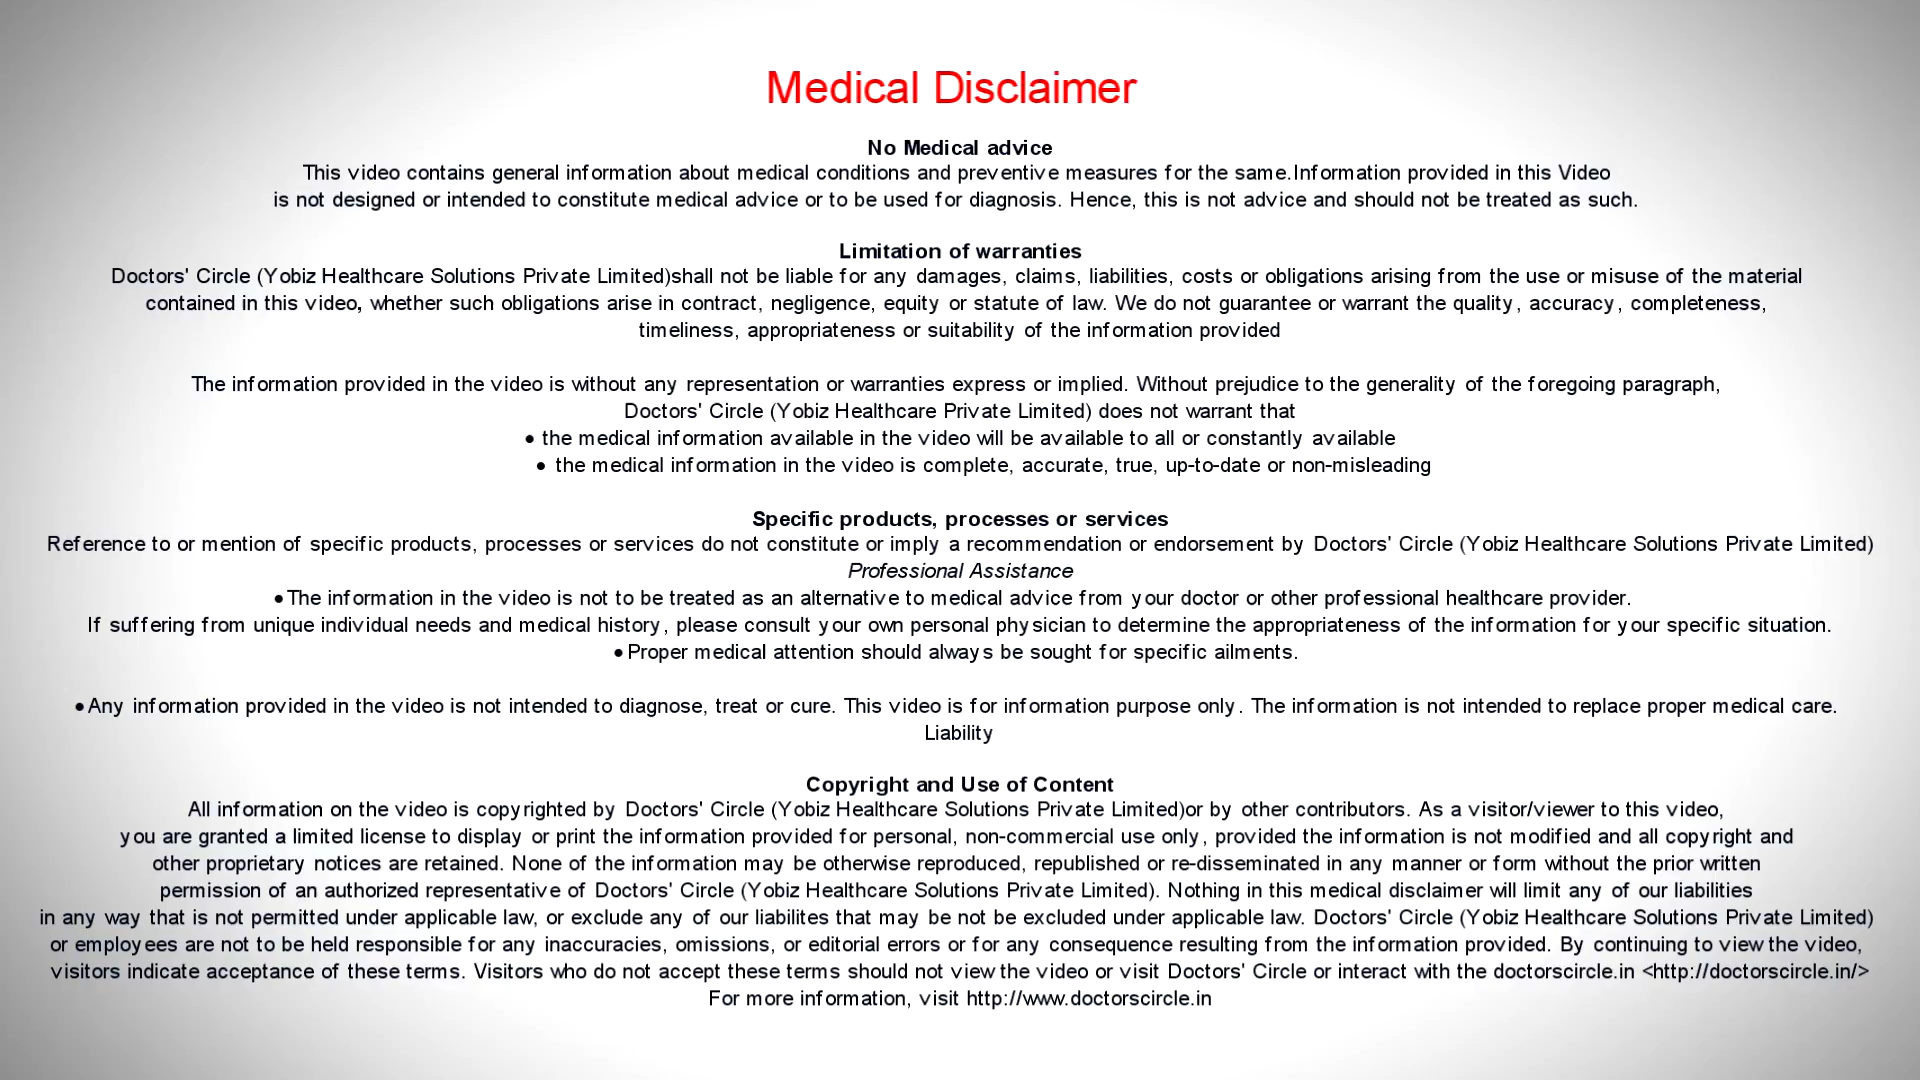 Medical Disclaimer
No Medical advice
This video contains general information about medical conditions and preventive measures for the same.Information provided in this Video
is not designed or intended to constitute medical advice or to be used for diagnosis. Hence, this is not advice and should not be treated as such.
Limitation of warranties
Doctors' Circle (Yobiz Healthcare Solutions Private Limited)shall not be liable for any damages, claims, liabilities, costs or obligations arising from the use or misuse of the material
contained in this video, whether such obligations arise in contract, negligence, equity or statute of law. We do not guarantee or warrant the quality, accuracy, completeness,
timeliness, appropriateness or suitability of the information provided
The information provided in the video is without any representation or warranties express or implied. Without prejudice to the generality of the foregoing paragraph,
Doctors' Circle (Yobiz Healthcare Private Limited) does not warrant that
• the medical information available in the video will be available to all or constantly available
• the medical information in the video is complete, accurate, true, up-to-date or non-misleading
Specific products, processes or services
Reference to or mention of specific products, processes or services do not constitute or imply a recommendation or endorsement by Doctors' Circle (Yobiz Healthcare Solutions Private Limited)
Professional Assistance
•The information in the video is not to be treated as an alternative to medical advice from your doctor or other professional healthcare provider.
If suffering from unique individual needs and medical history, please consult your own personal physician to determine the appropriateness of the information for your specific situation.
•Proper medical attention should always be sought for specific ailments.
•Any information provided in the video is not intended to diagnose, treat or cure. This video is for information purpose only. The information is not intended to replace proper medical care.
Liability
Copyright and Use of Content
All information on the video is copyrighted by Doctors' Circle (Yobiz Healthcare Solutions Private Limited)or by other contributors. As a visitor/viewer to this video,
you are granted a limited license to display or print the information provided for personal, non-commercial use only, provided the information is not modified and all copyright and
other proprietary notices are retained. None of the information may be otherwise reproduced, republished or re-disseminated in any manner or form without the prior written
permission of an authorized representative of Doctors' Circle (Yobiz Healthcare Solutions Private Limited). Nothing in this medical disclaimer will limit any of our liabilities
in any way that is not permitted under applicable law, or exclude any of our liabilites that may be not be excluded under applicable law. Doctors' Circle (Yobiz Healthcare Solutions Private Limited)
or employees are not to be held responsible for any inaccuracies, omissions, or editorial errors or for any consequence resulting from the information provided. By continuing to view the video,
visitors indicate acceptance of these terms. Visitors who do not accept these terms should not view the video or visit Doctors' Circle or interact with the doctorscircle.in <http://doctorscircle.in/>
For more information, visit http://www.doctorscircle.in